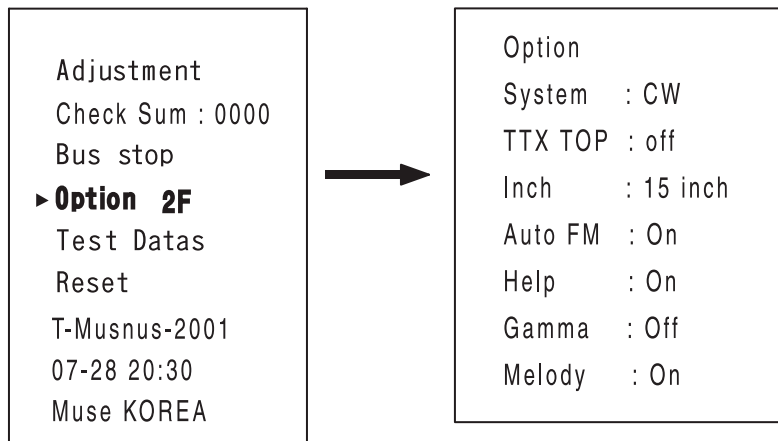 Adjustment
Check Sum : 0000
Bus stop
►Option 2F
Test Datas
Reset
T-Musnus-2001
07-28 20:30
Muse KOREA
Option
System : CW
TTX TOP : off
Inch : 15 inch
Auto FM : On
Help : On
Gamma : Off
Melody : On